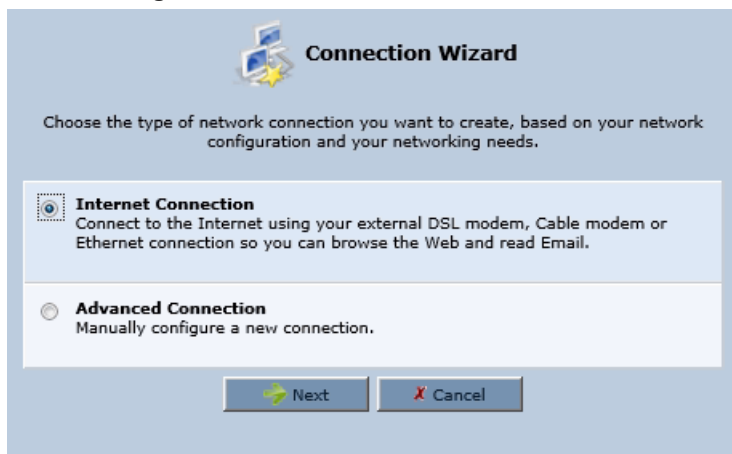 Connection Wizard
Choose the type of network connection you want to create, based on your network
configuration and your networking needs.
Internet Connection
Connect to the Internet using your external DSL modem, Cable modem or
Ethernet connection so you can browse the Web and read Email.
Advanced Connection
Manually configure a new connection.
Next
Cancel